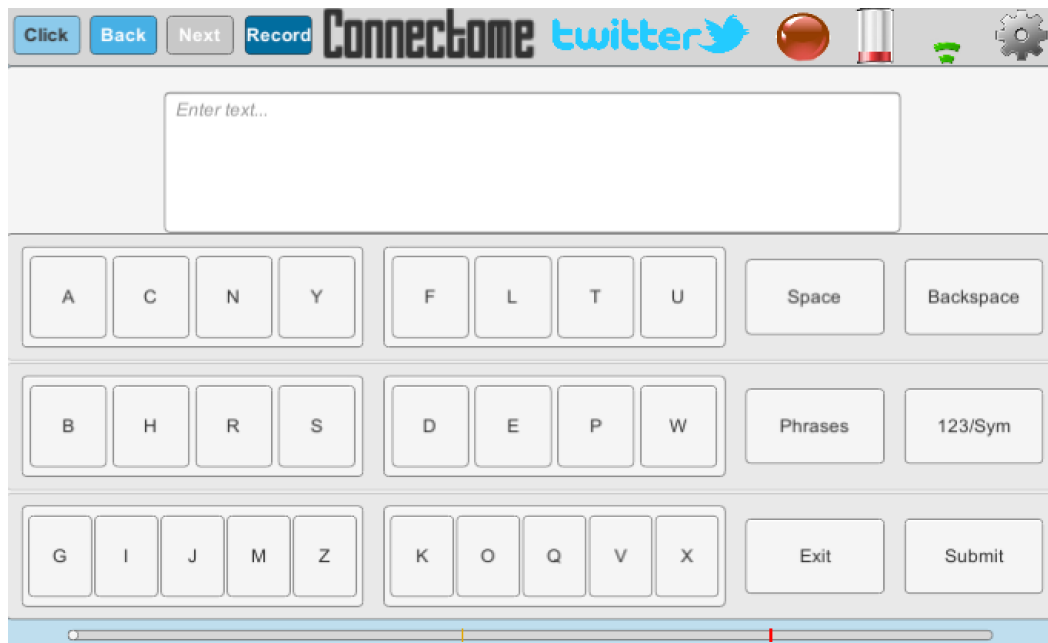 Click Back Next Record Connectome twitter
Enter text...
A C N Y F L T U Space Backspace
B H R S D E P W Phrases 123/Sym
G I J M Z K O Q V X Exit Submit